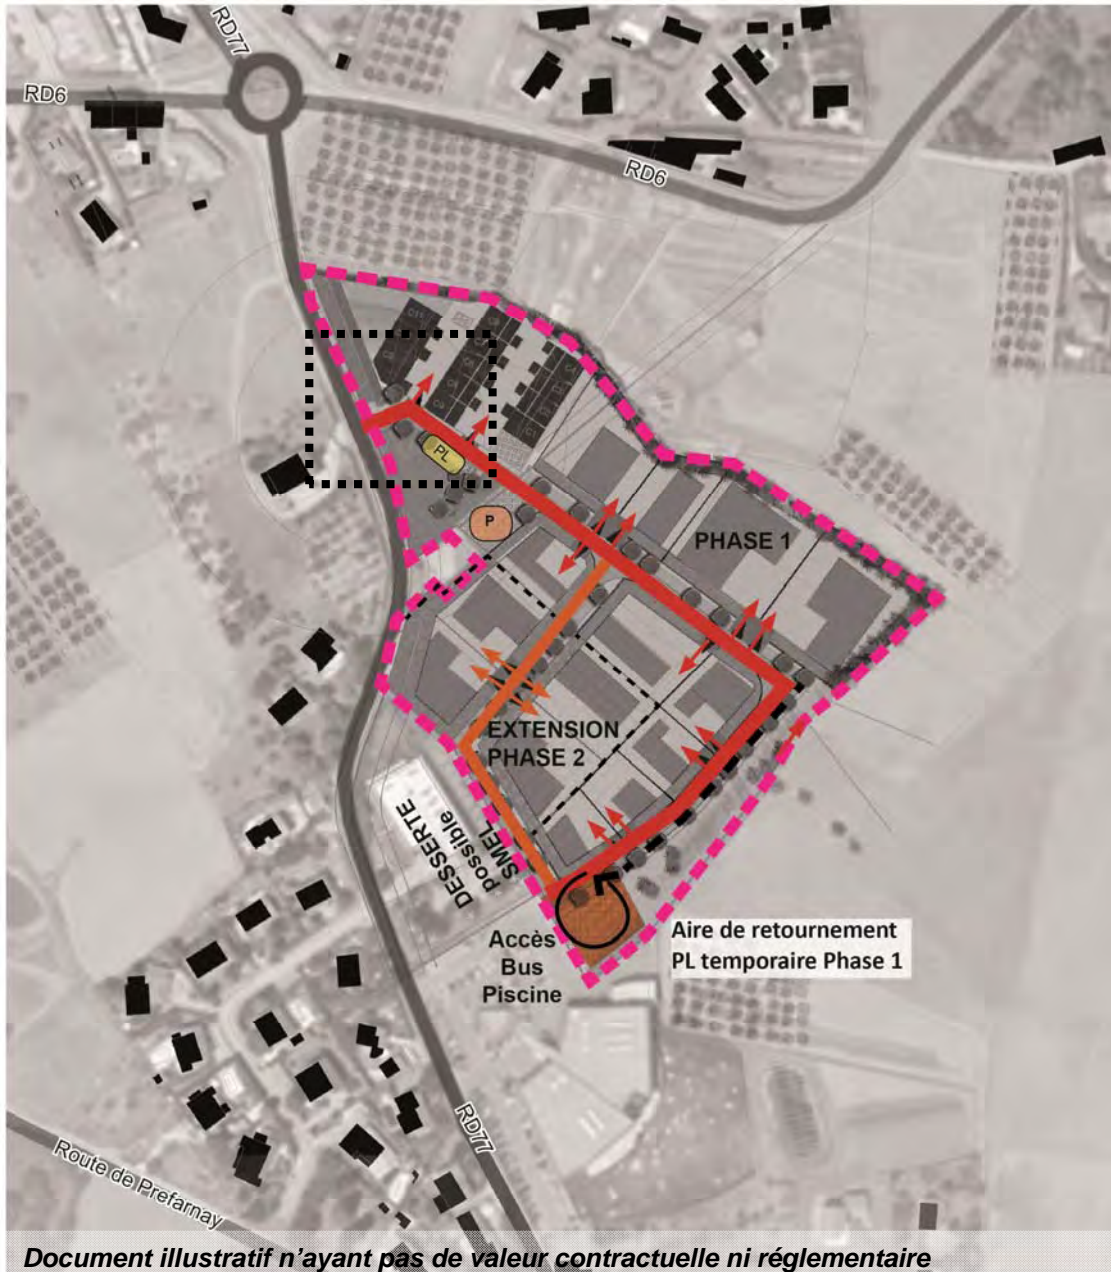 RD77
RD6
RD6
C1
PL
P
PHASE 1
EXTENSION
PHASE 2
DESSERTE
SMEL
possible
Accès
Bus
Piscine
Aire de retournement
PL temporaire Phase 1
RD77
Route de Prefarnay
Document illustratif n'ayant pas de valeur contractuelle ni réglementaire